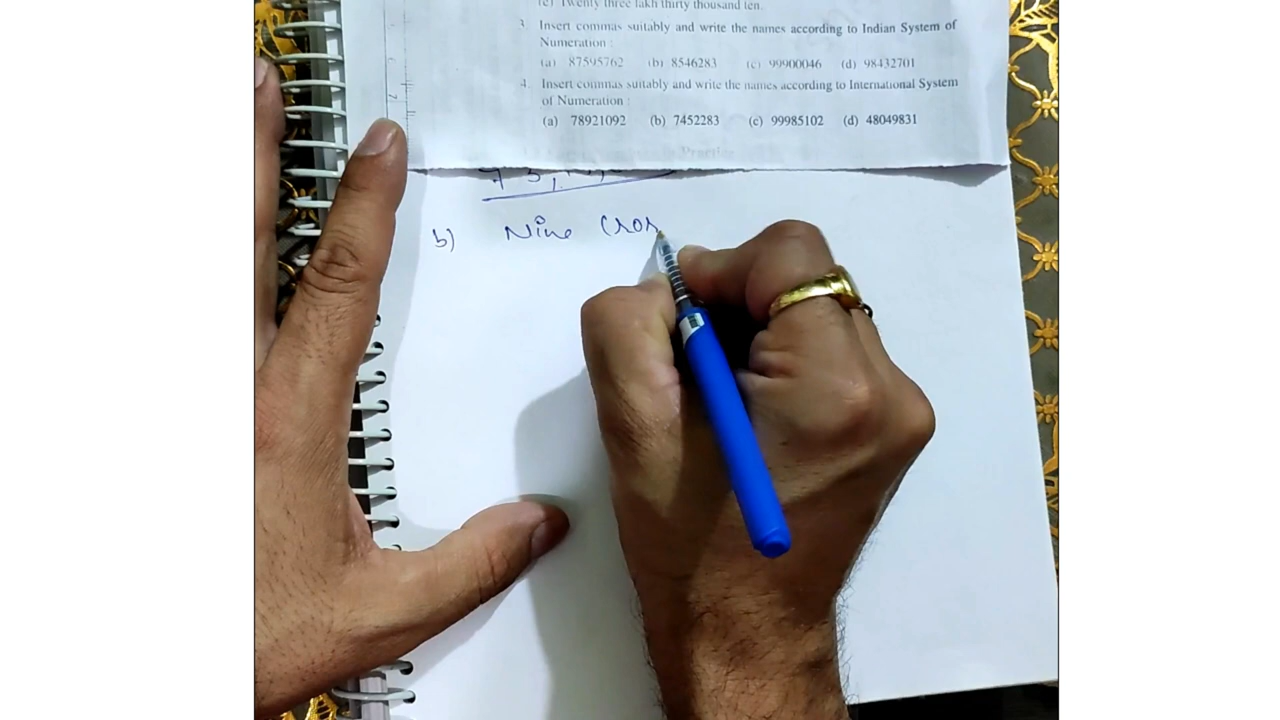 (e) Twenty three lakh thirty thousand ten.
3. Insert commas suitably and write the names according to Indian System of
Numeration :
(a) 87595762 (b) 8546283 (c) 99900046 (d) 98432701
4. Insert commas suitably and write the names according to International System
of Numeration :
(a) 78921092 (b) 7452283 (c) 99985102 (d) 48049831
b) Nine Cror